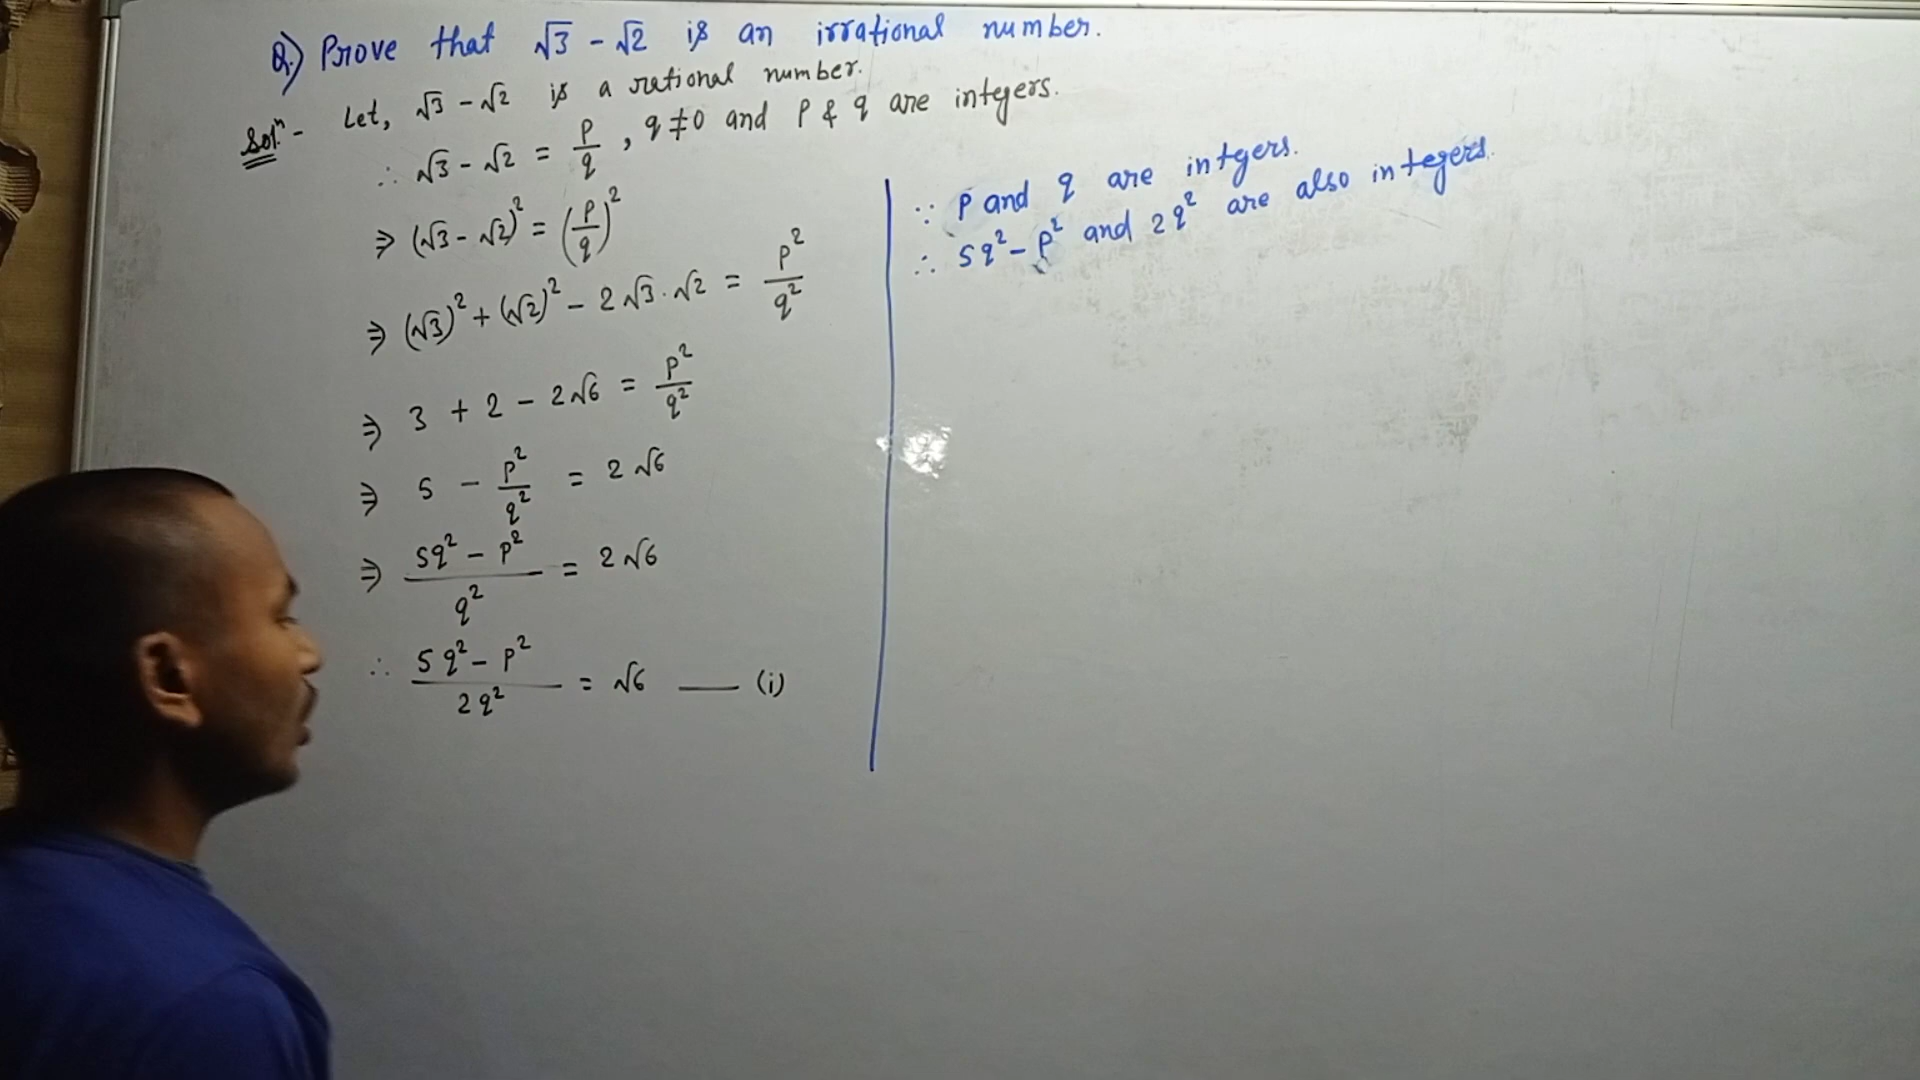 Q.) Prove that √3 - √2 is an irrational number.
Solⁿ - Let, √3 - √2 is a rational number.
∴ √3 - √2 = p/q , q ≠ 0 and p & q are integers.
⇒ (√3 - √2)² = (p/q)²
⇒ (√3)² + (√2)² - 2√3.√2 = p²/q²
⇒ 3 + 2 - 2√6 = p²/q²
⇒ 5 - p²/q² = 2√6
⇒ (5q² - p²)/q² = 2√6
∴ (5q² - p²)/2q² = √6 —— (i)
∵ p and q are intgers.
∴ 5q² - p² and 2q² are also integers.